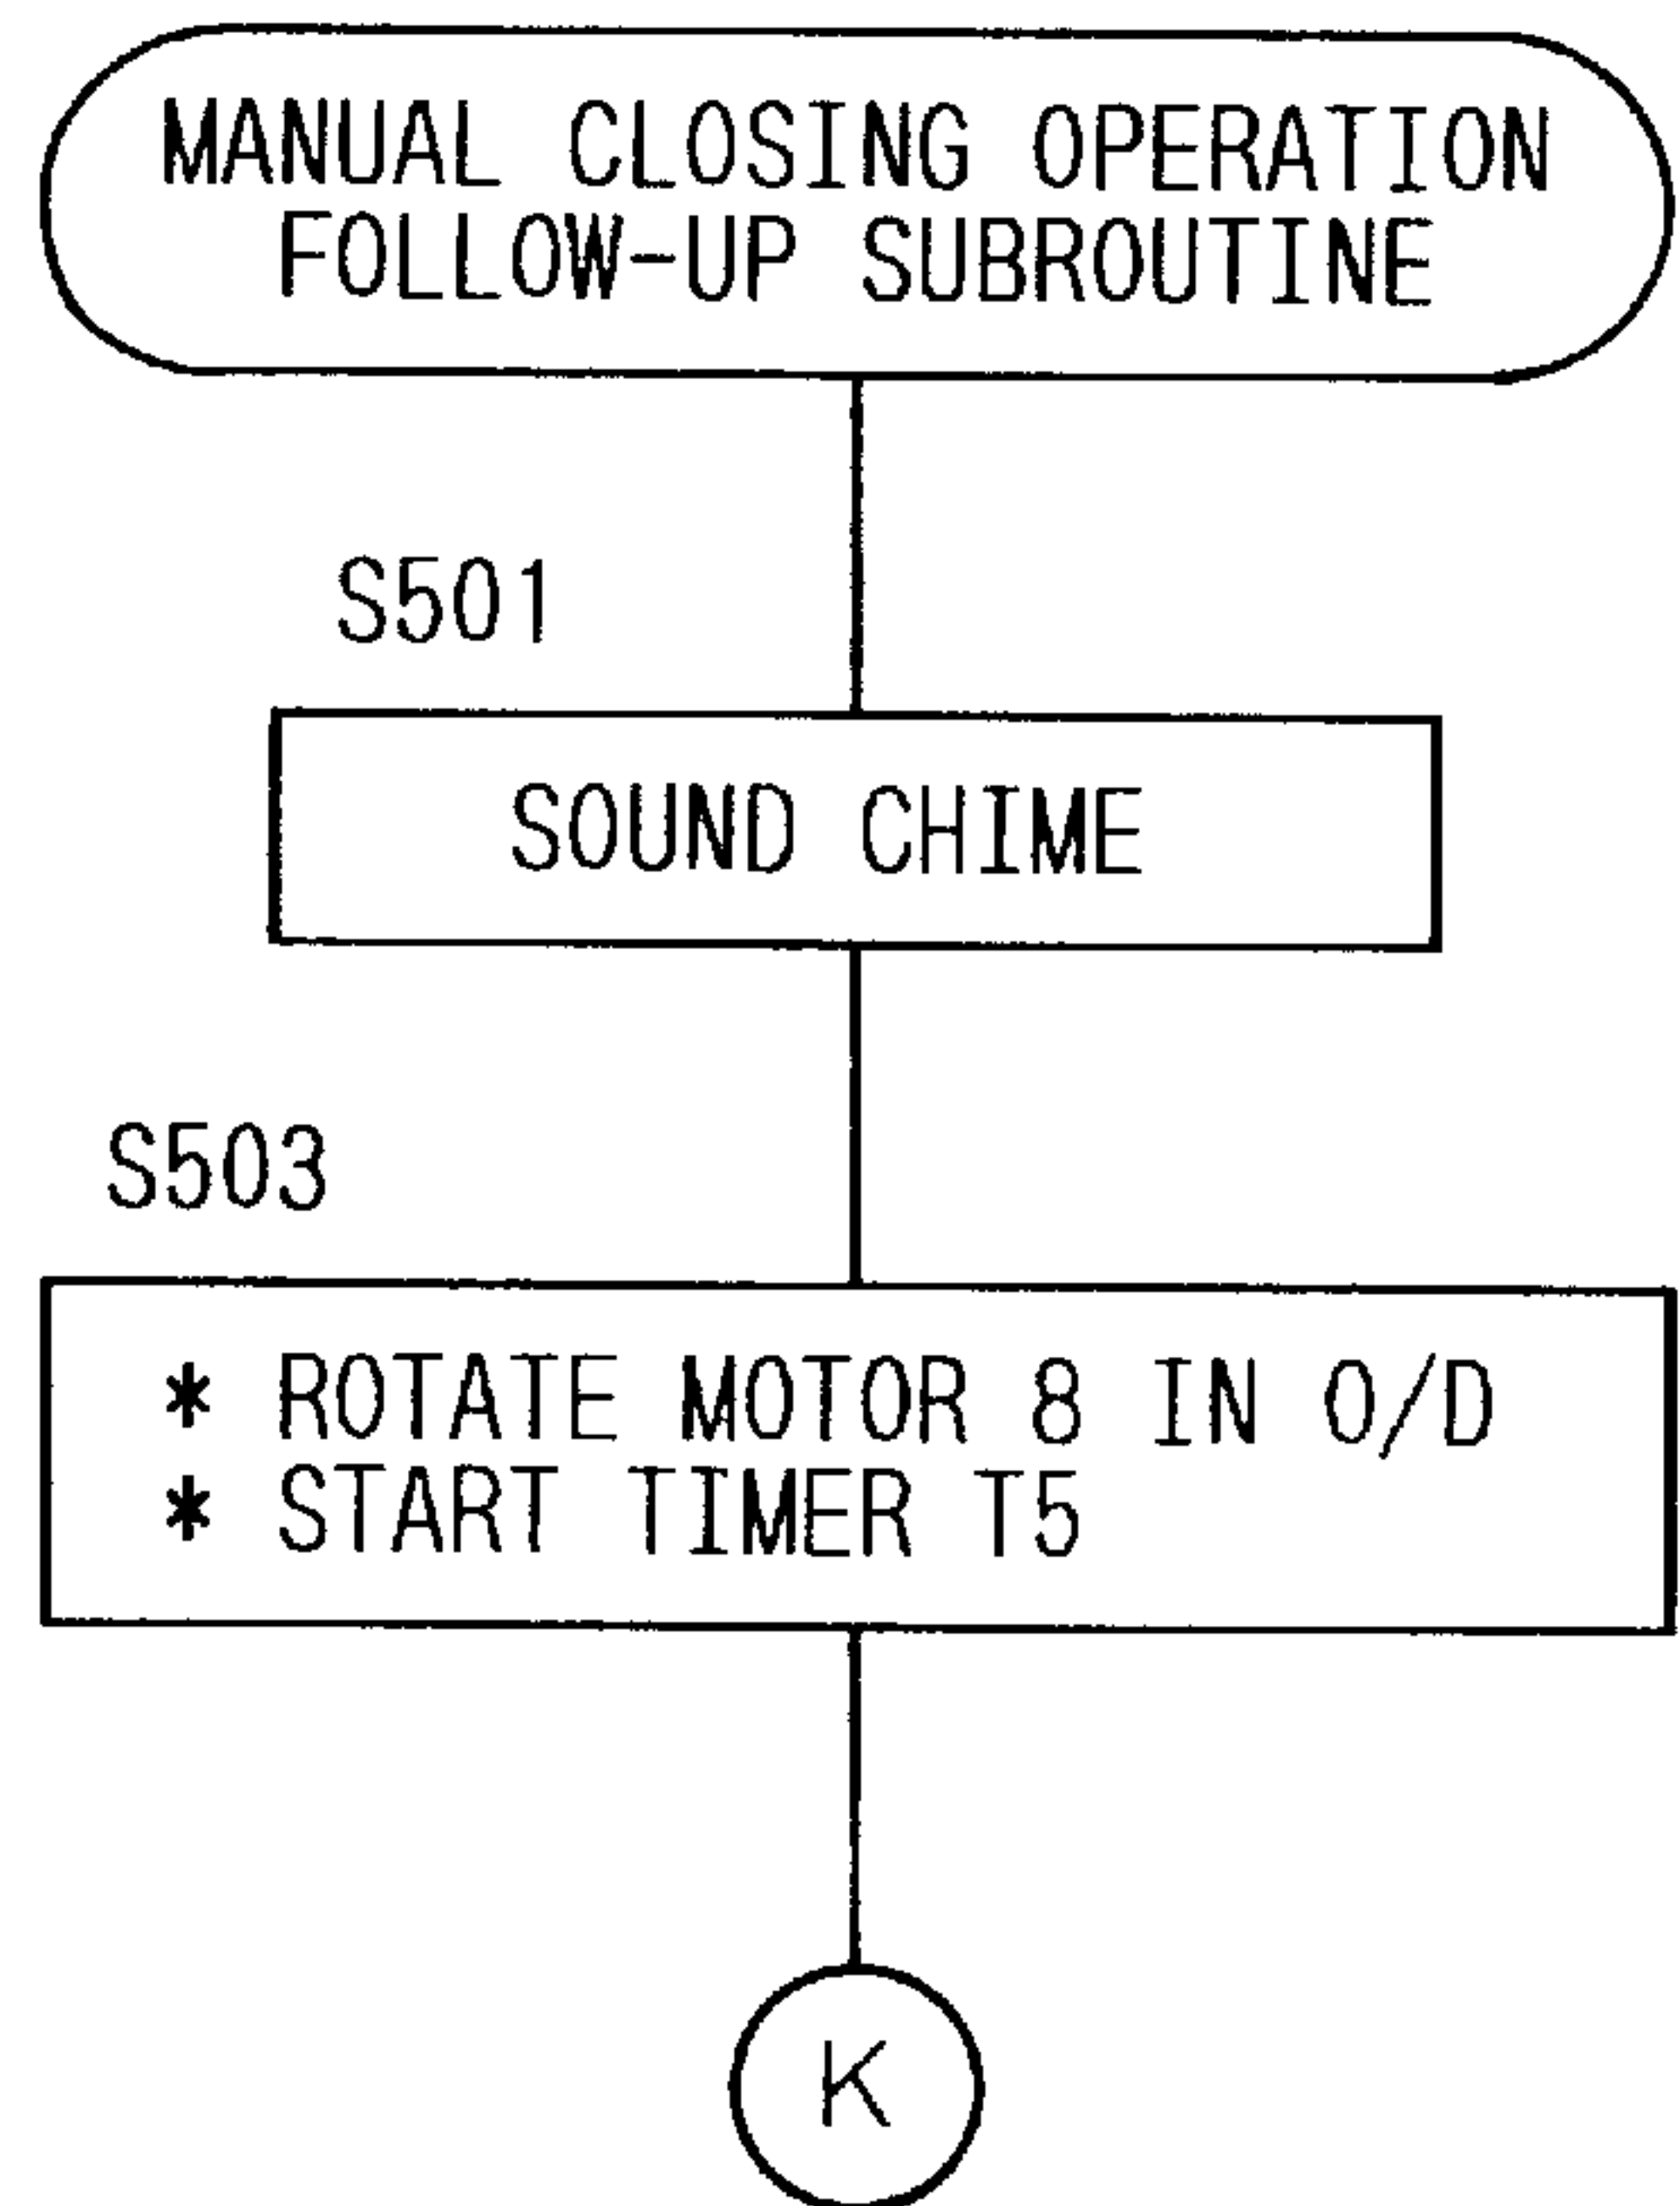 MANUAL CLOSING OPERATION
FOLLOW-UP SUBROUTINE
S501
SOUND CHIME
S503
* ROTATE MOTOR 8 IN O/D
* START TIMER T5
K